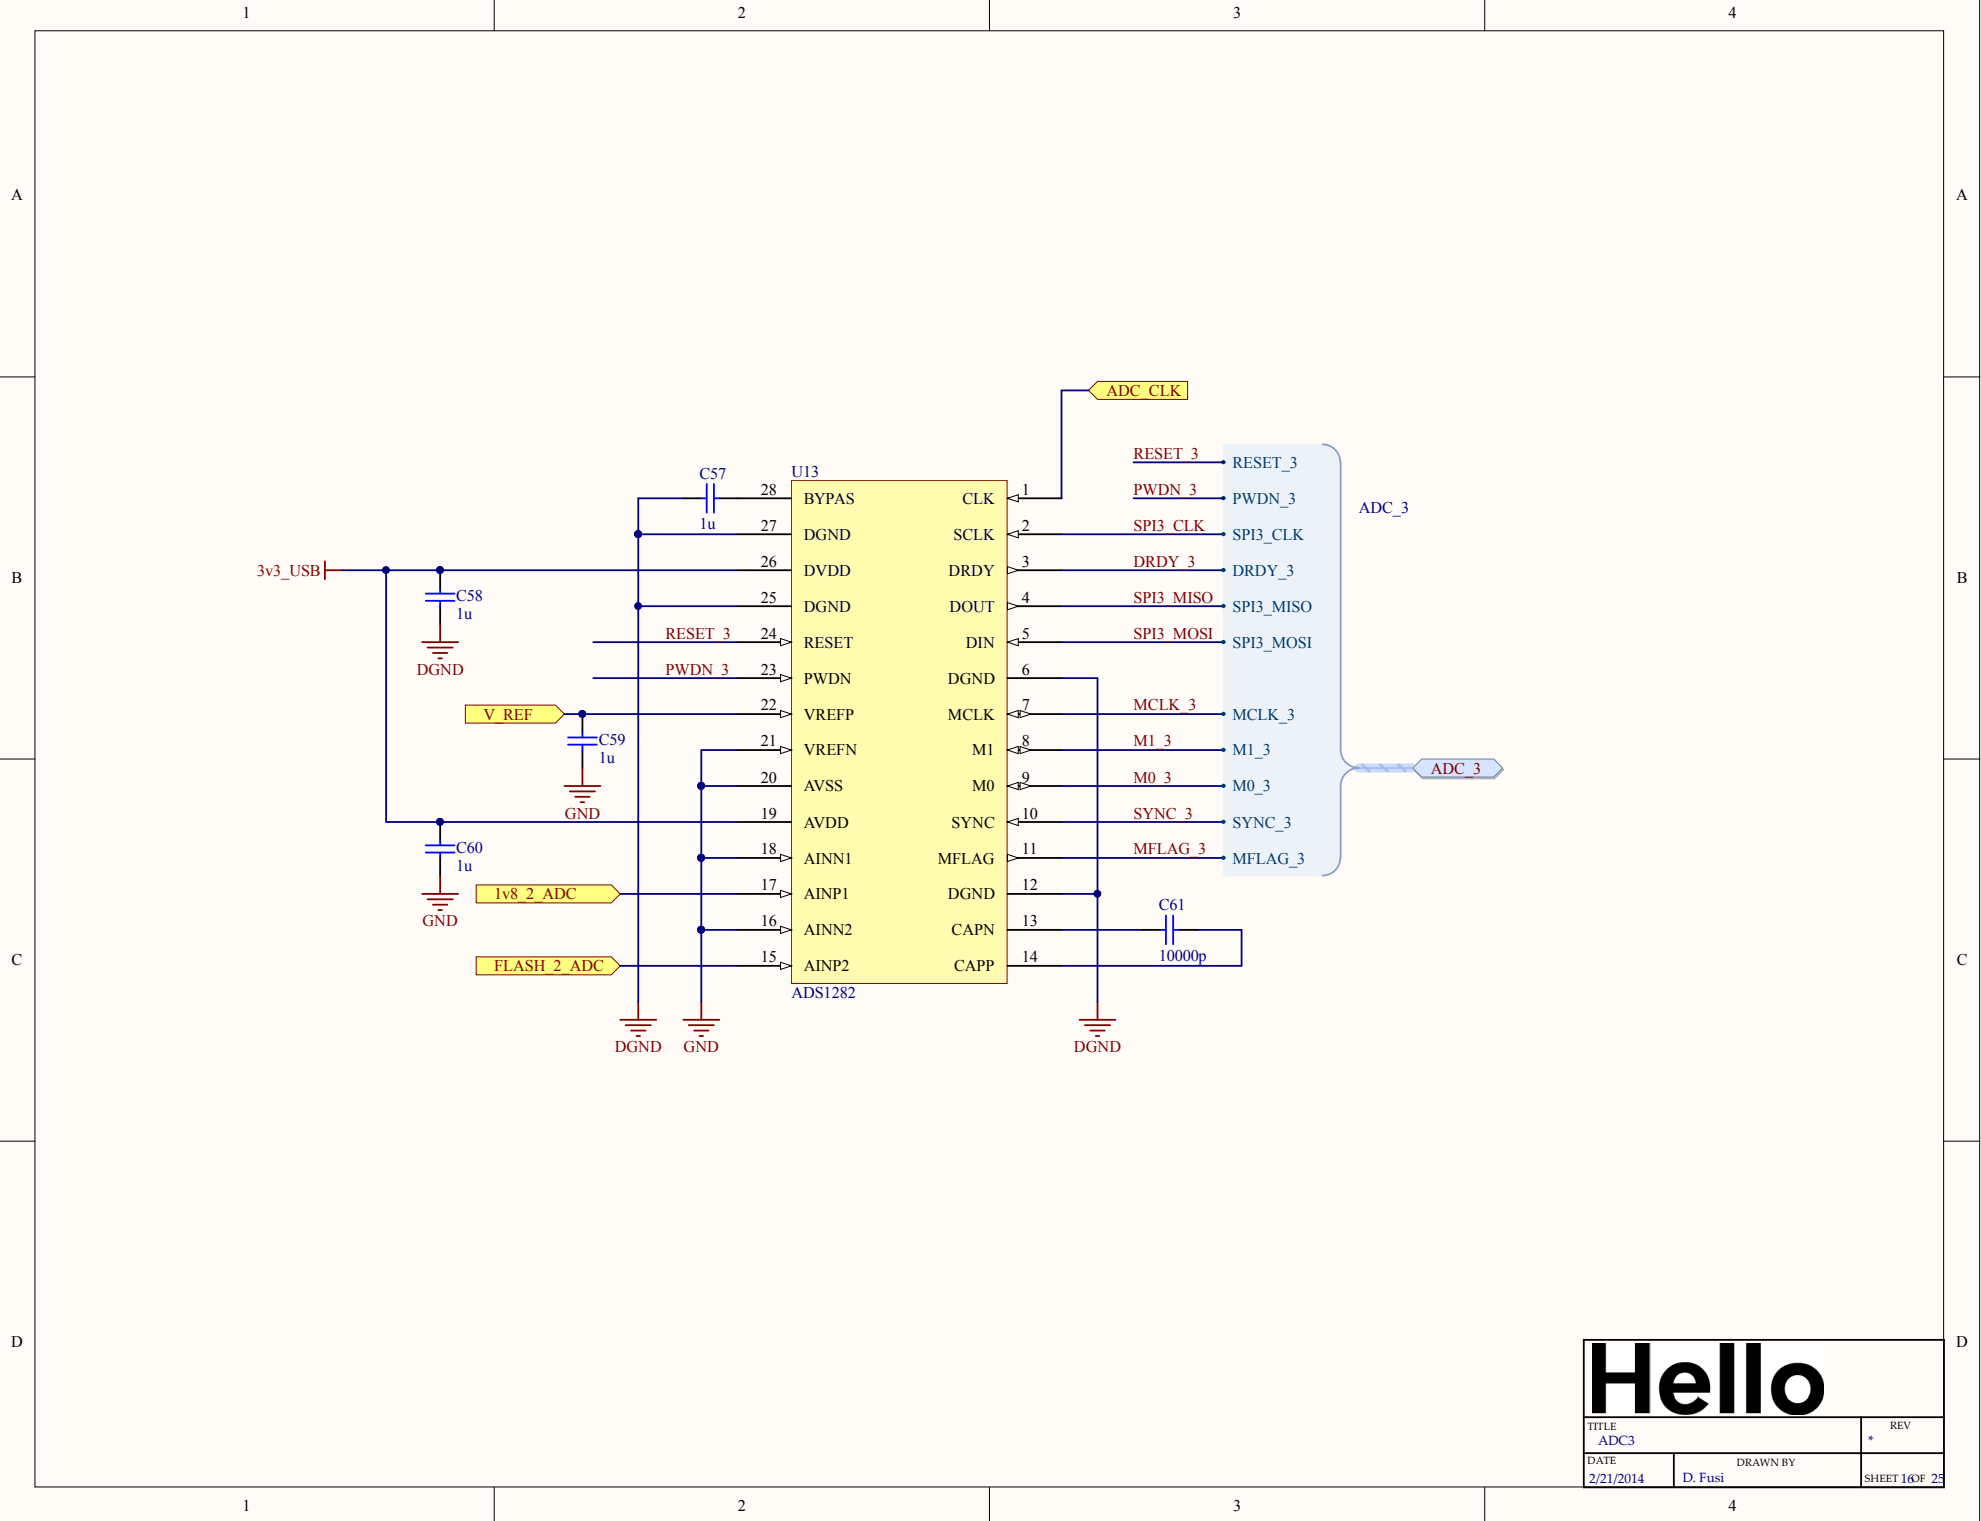 1 2 3 4
A A
ADC_CLK
RESET_3 RESET_3
C57 U13
28 BYPAS CLK 1 PWDN_3 PWDN_3 ADC_3
1u
27 DGND SCLK 2 SPI3_CLK SPI3_CLK
3v3_USB 26 DVDD DRDY 3 DRDY_3 DRDY_3
B B
C58
1u
25 DGND DOUT 4 SPI3_MISO SPI3_MISO
RESET_3 24 RESET DIN 5 SPI3_MOSI SPI3_MOSI
DGND
PWDN_3 23 PWDN DGND 6
V_REF 22 VREFP MCLK 7 MCLK_3 MCLK_3
C59
1u
21 VREFN M1 8 M1_3 M1_3
ADC_3
20 AVSS M0 9 M0_3 M0_3
GND
19 AVDD SYNC 10 SYNC_3 SYNC_3
C60
1u
18 AINN1 MFLAG 11 MFLAG_3 MFLAG_3
1v8_2_ADC 17 AINP1 DGND 12
GND
C61
16 AINN2 CAPN 13
10000p
C C
FLASH_2_ADC 15 AINP2 CAPP 14
ADS1282
DGND GND DGND
D D
Hello
TITLE REV
ADC3 *
DATE DRAWN BY
2/21/2014 D. Fusi SHEET 16 OF 25
1 2 3 4